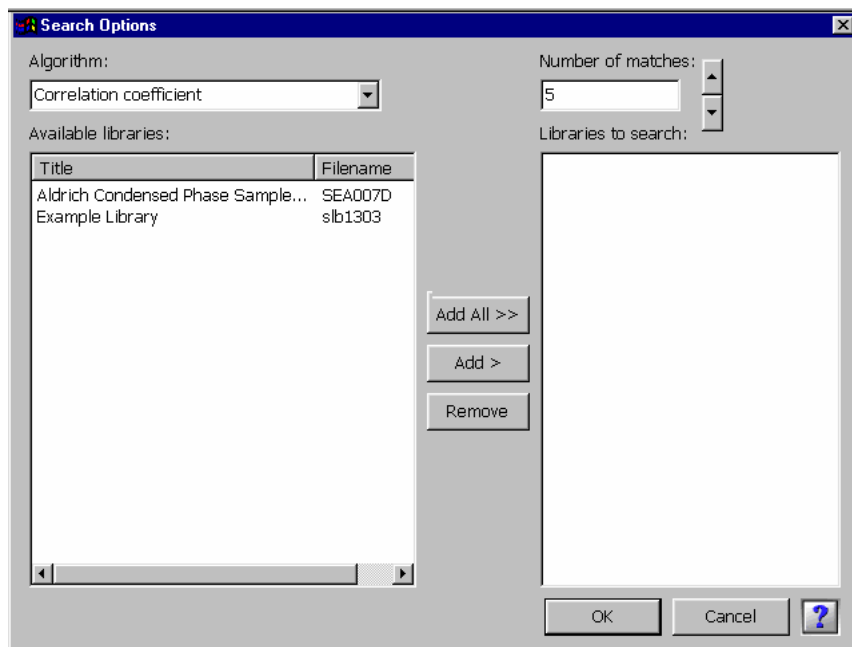 Search Options
Algorithm:
Correlation coefficient
Number of matches:
5
Available libraries:
Title Filename
Aldrich Condensed Phase Sample... SEA007D
Example Library slb1303
Libraries to search:
Add All >>
Add >
Remove
OK Cancel ?